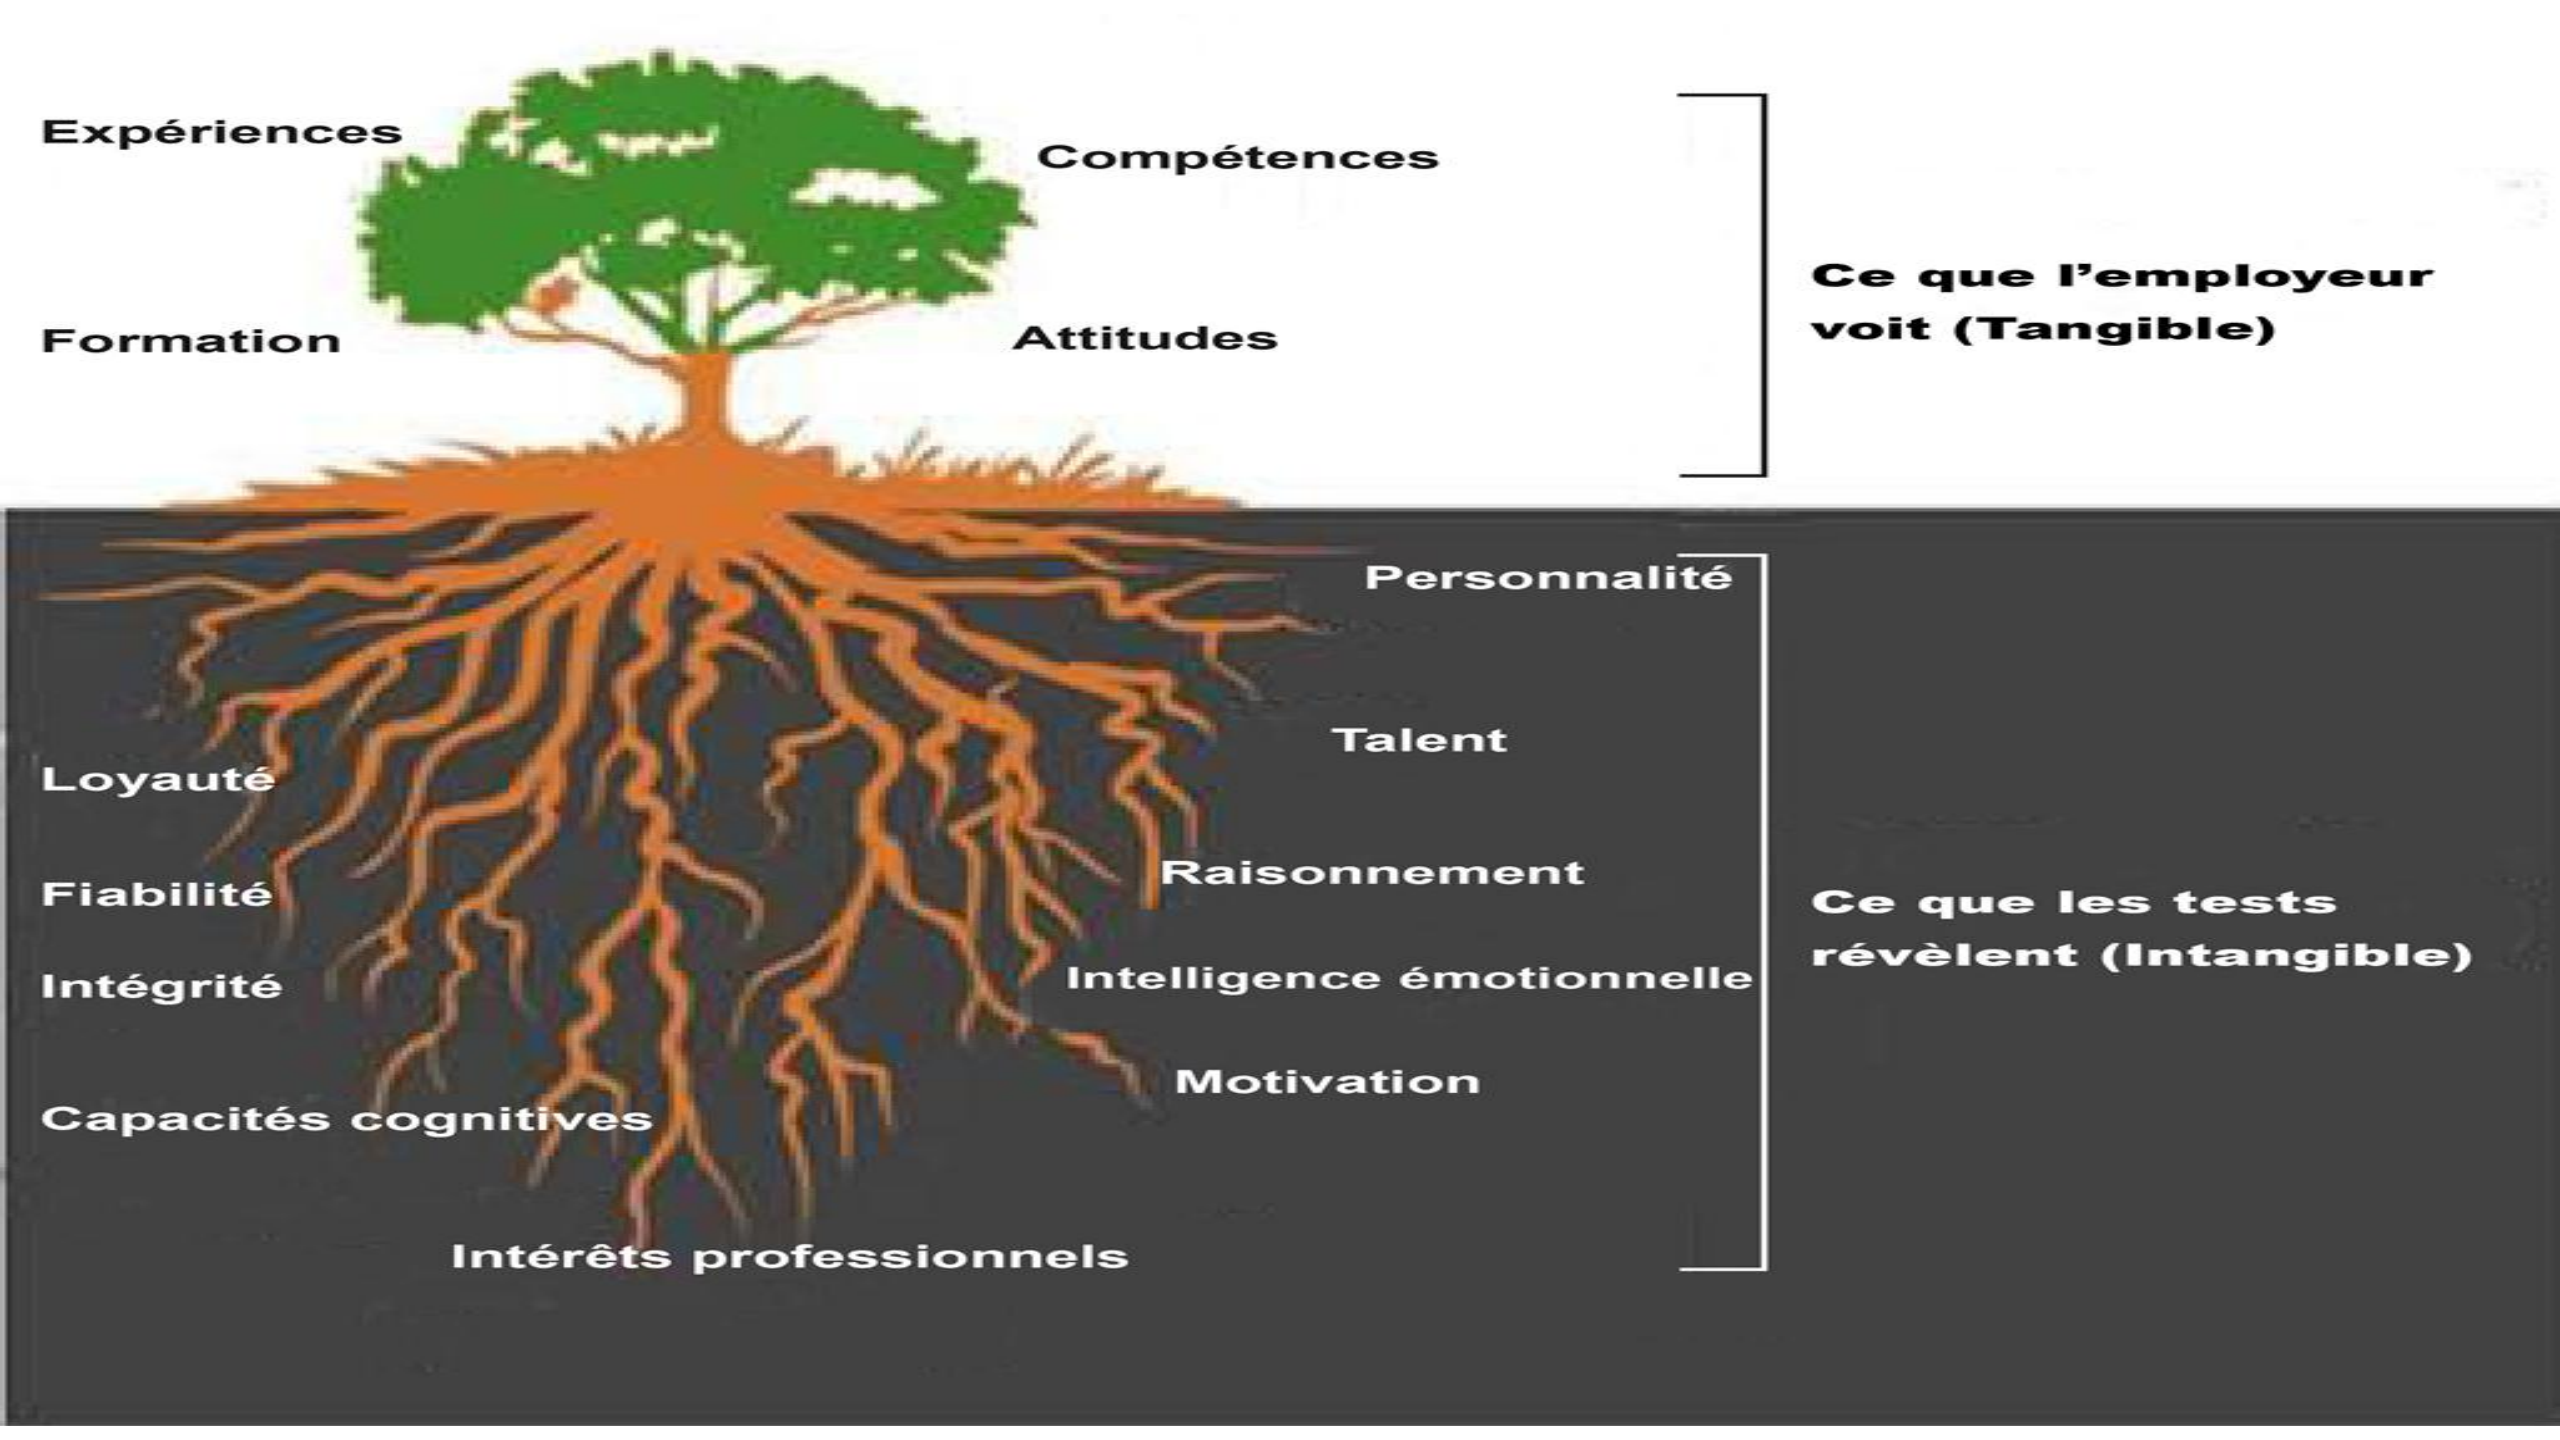 Expériences
Compétences
Ce que l’employeur
voit (Tangible)
Formation
Attitudes
Personnalité
Talent
Loyauté
Raisonnement
Fiabilité
Ce que les tests
révèlent (Intangible)
Intelligence émotionnelle
Intégrité
Motivation
Capacités cognitives
Intérêts professionnels